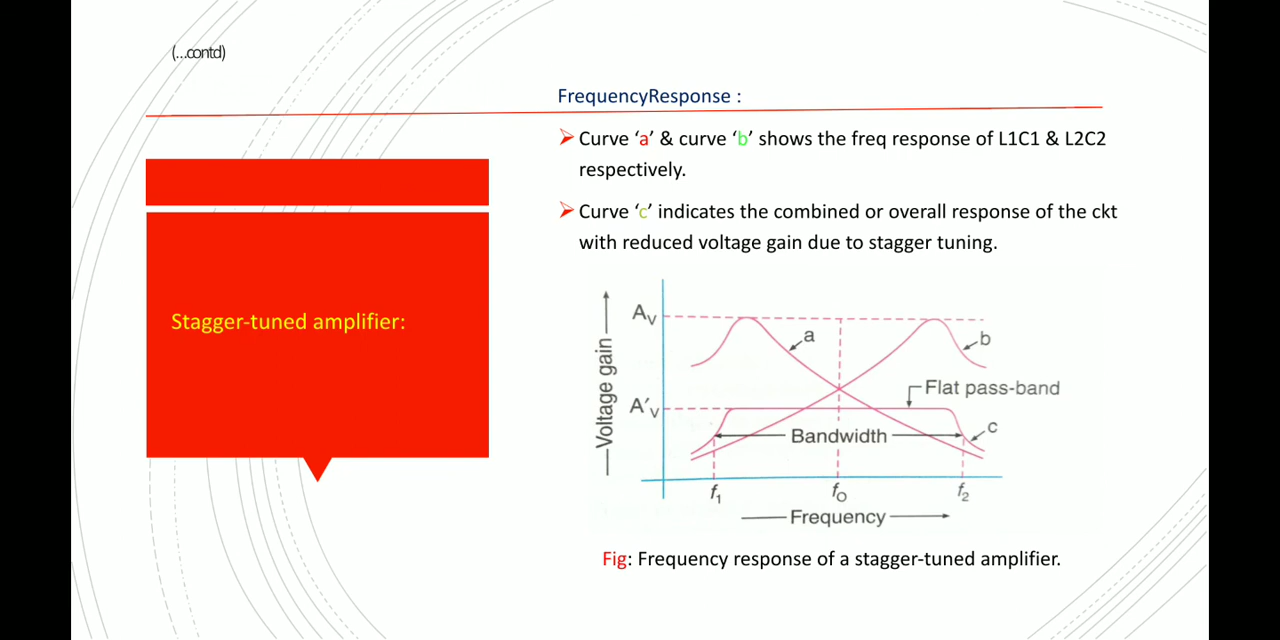 (...contd)
FrequencyResponse :
Curve ‘a’ & curve ‘b’ shows the freq response of L1C1 & L2C2
respectively.
Curve ‘c’ indicates the combined or overall response of the ckt
with reduced voltage gain due to stagger tuning.
Stagger-tuned amplifier:
Voltage gain
Av
a
b
Flat pass-band
A'v
c
Bandwidth
f1
fO
f2
Frequency
Fig: Frequency response of a stagger-tuned amplifier.